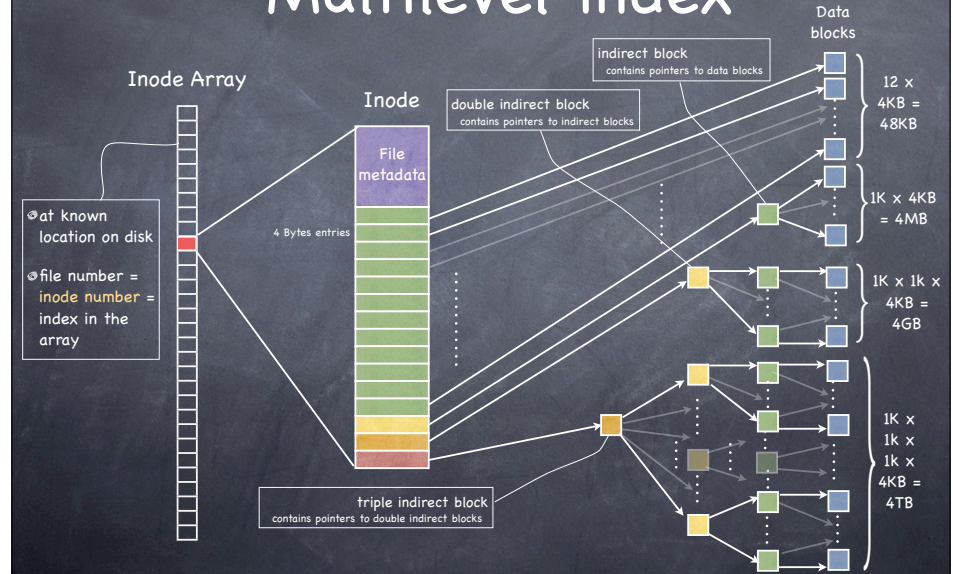 Multilevel index
Data
blocks
indirect block
contains pointers to data blocks
Inode Array
Inode
double indirect block
contains pointers to indirect blocks
12 x
4KB =
48KB
File
metadata
1K x 4KB
= 4MB
at known
location on disk
4 Bytes entries
file number =
inode number =
index in the
array
1K x 1k x
4KB =
4GB
1K x
1k x
1k x
4KB =
4TB
triple indirect block
contains pointers to double indirect blocks